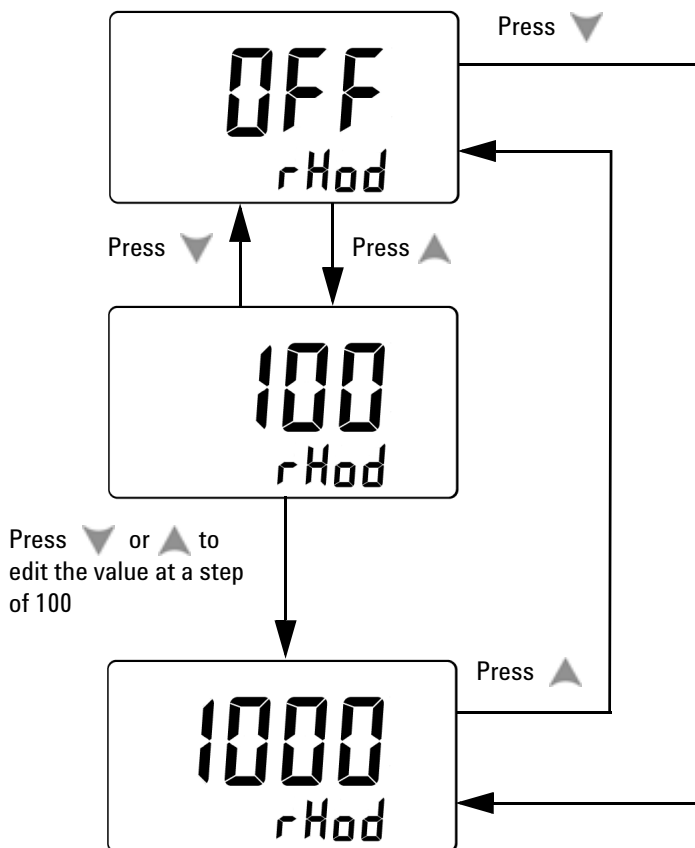 Press
OFF
rHod
Press
Press
100
rHod
Press or to
edit the value at a step
of 100
Press
1000
rHod